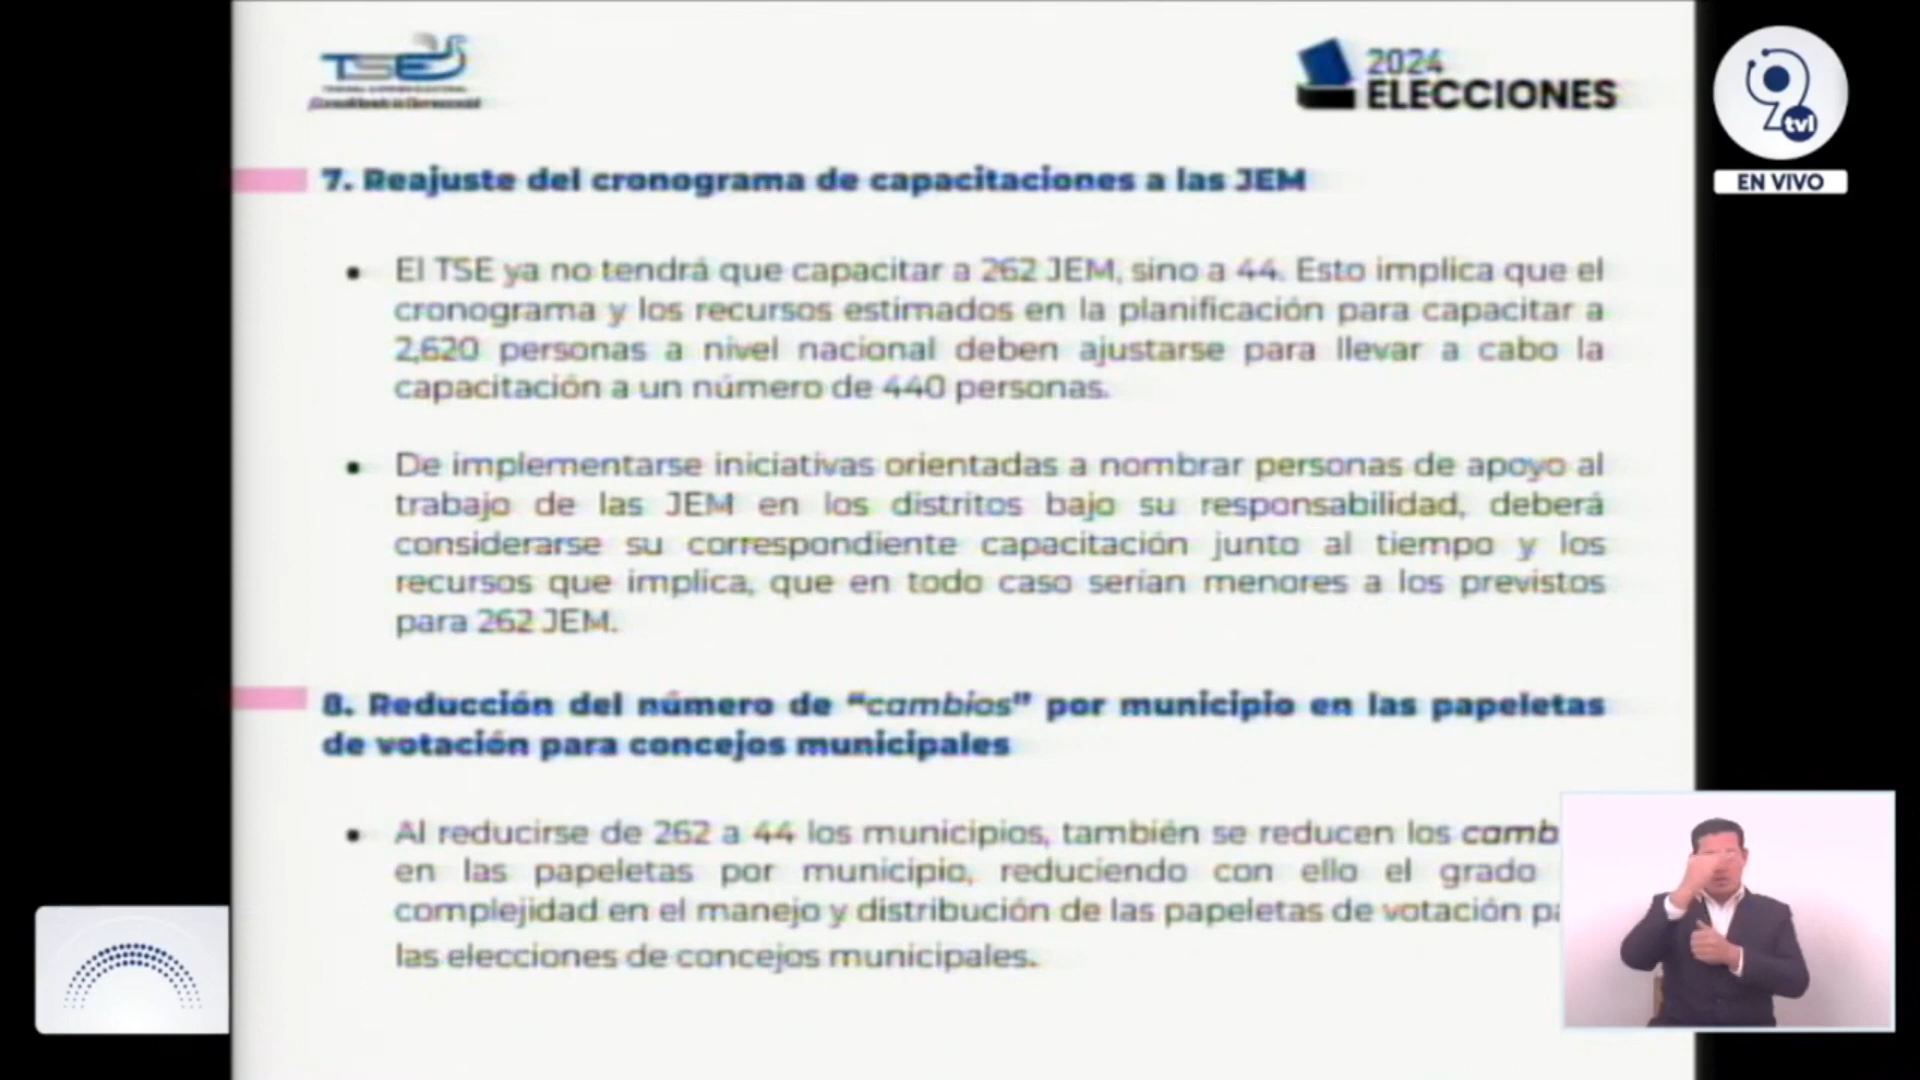 TSE
2024
ELECCIONES
9
tvl
EN VIVO
7. Reajuste del cronograma de capacitaciones a las JEM
• El TSE ya no tendrá que capacitar a 262 JEM, sino a 44. Esto implica que el
cronograma y los recursos estimados en la planificación para capacitar a
2,620 personas a nivel nacional deben ajustarse para llevar a cabo la
capacitación a un número de 440 personas.
• De implementarse iniciativas orientadas a nombrar personas de apoyo al
trabajo de las JEM en los distritos bajo su responsabilidad, deberá
considerarse su correspondiente capacitación junto al tiempo y los
recursos que implica, que en todo caso serían menores a los previstos
para 262 JEM.
8. Reducción del número de “cambios” por municipio en las papeletas
de votación para concejos municipales
• Al reducirse de 262 a 44 los municipios, también se reducen los camb
en las papeletas por municipio, reduciendo con ello el grado
complejidad en el manejo y distribución de las papeletas de votación pa
las elecciones de concejos municipales.